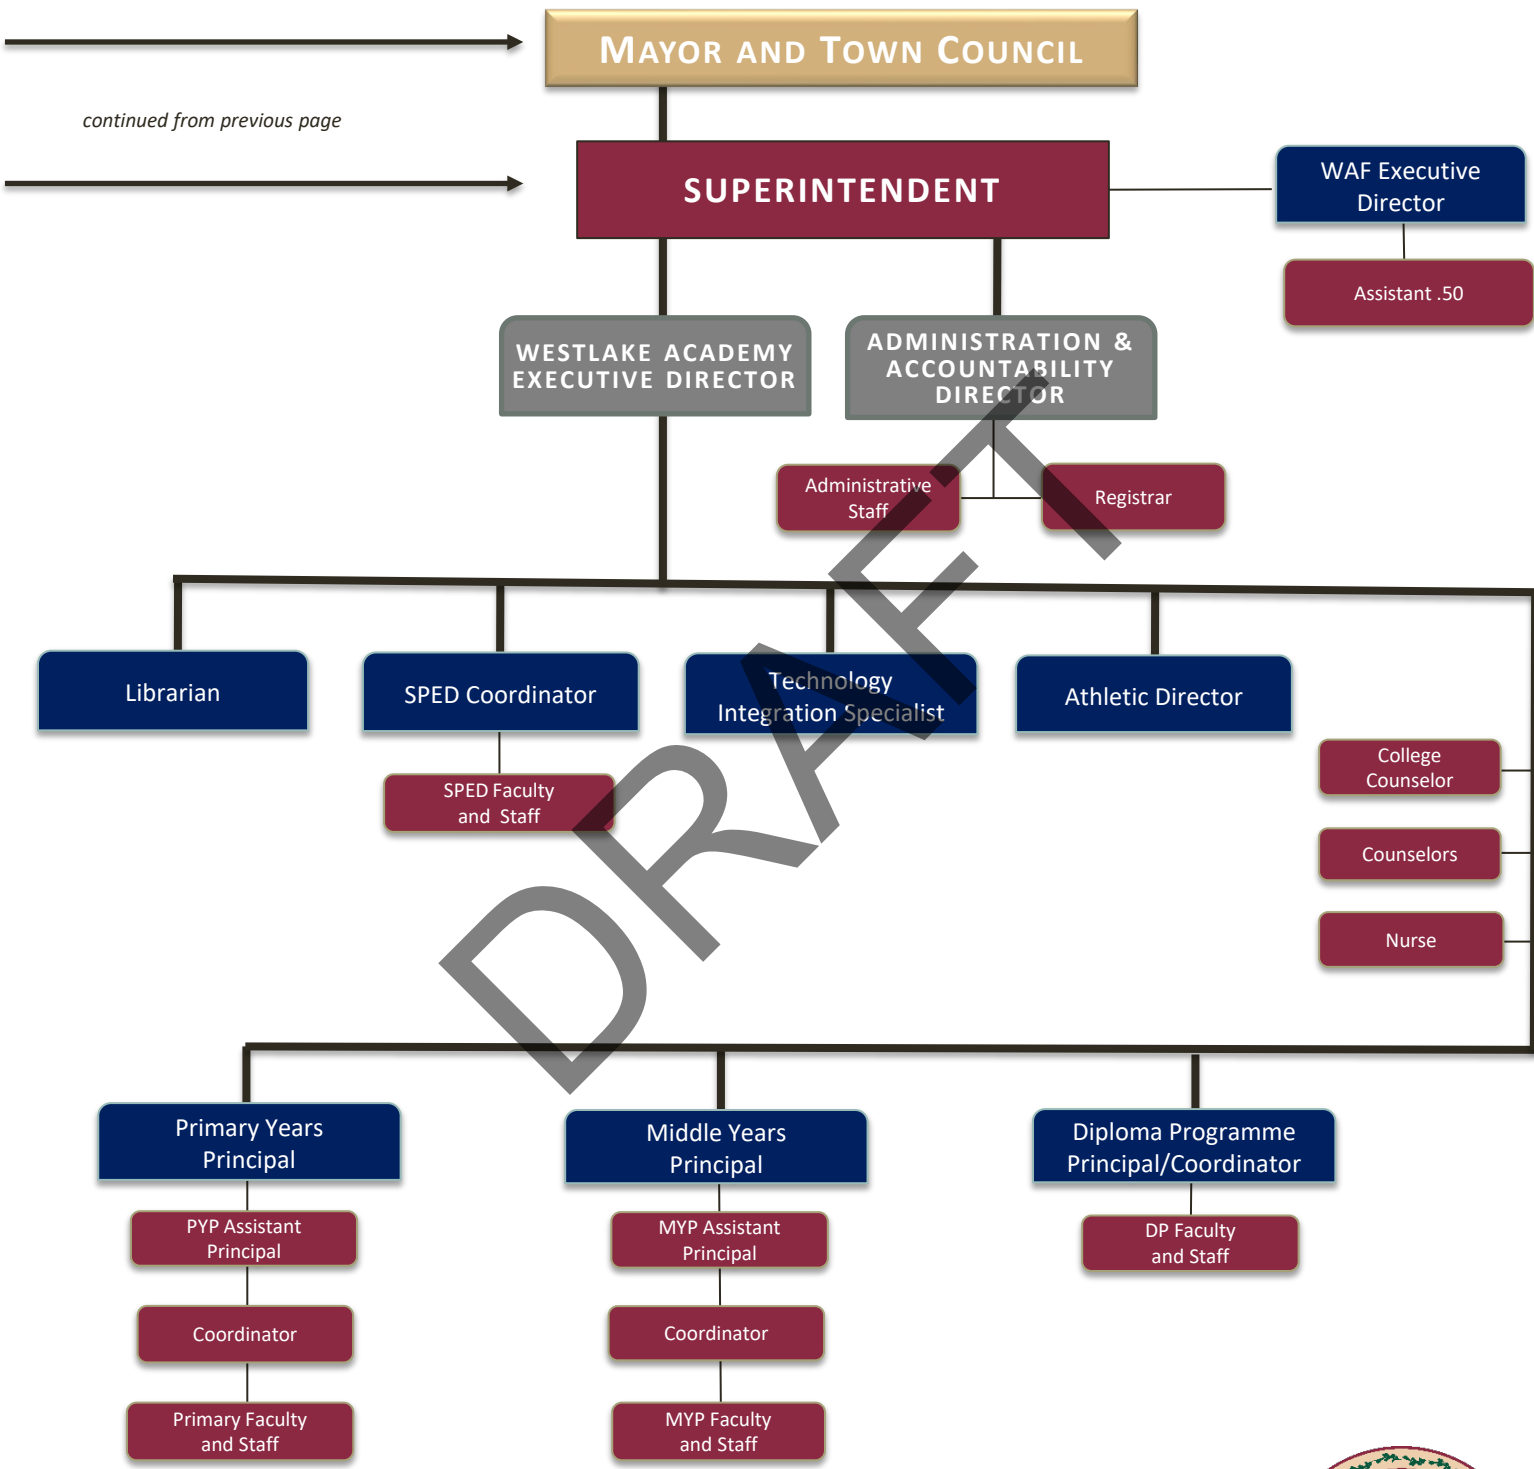 MAYOR AND TOWN COUNCIL
continued from previous page
SUPERINTENDENT
WAF Executive
Director
Assistant .50
WESTLAKE ACADEMY
EXECUTIVE DIRECTOR
ADMINISTRATION &
ACCOUNTABILITY
DIRECTOR
Administrative
Staff
Registrar
Librarian
SPED Coordinator
Technology
Integration Specialist
Athletic Director
SPED Faculty
and Staff
College
Counselor
Counselors
Nurse
DRAFT
Primary Years
Principal
Middle Years
Principal
Diploma Programme
Principal/Coordinator
PYP Assistant
Principal
MYP Assistant
Principal
DP Faculty
and Staff
Coordinator
Coordinator
Primary Faculty
and Staff
MYP Faculty
and Staff